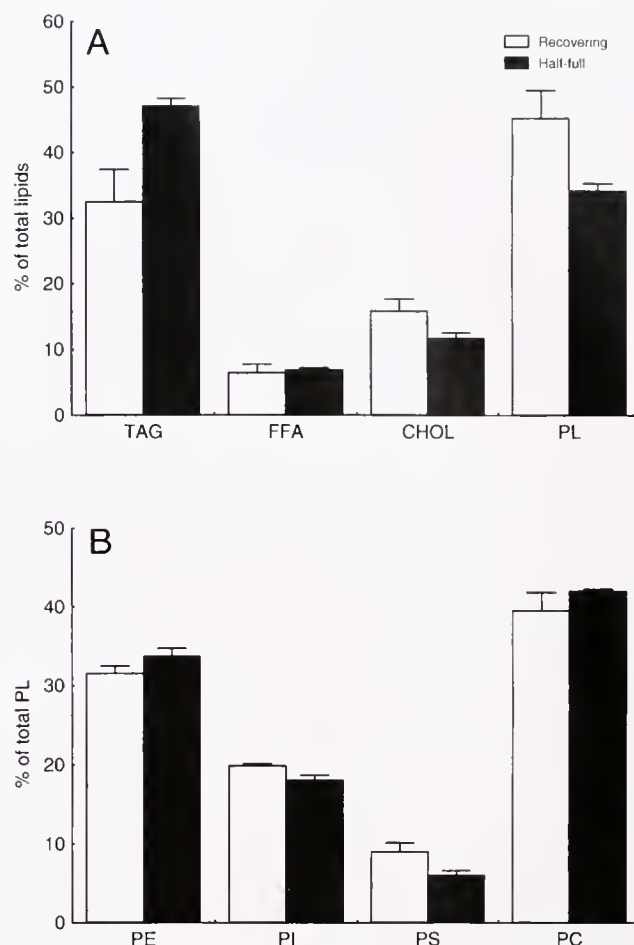 A
Recovering
Half-full
60
50
40
30
20
10
0
% of total lipids
TAG FFA CHOL PL
B
50
40
30
20
10
0
% of total PL
PE PI PS PC